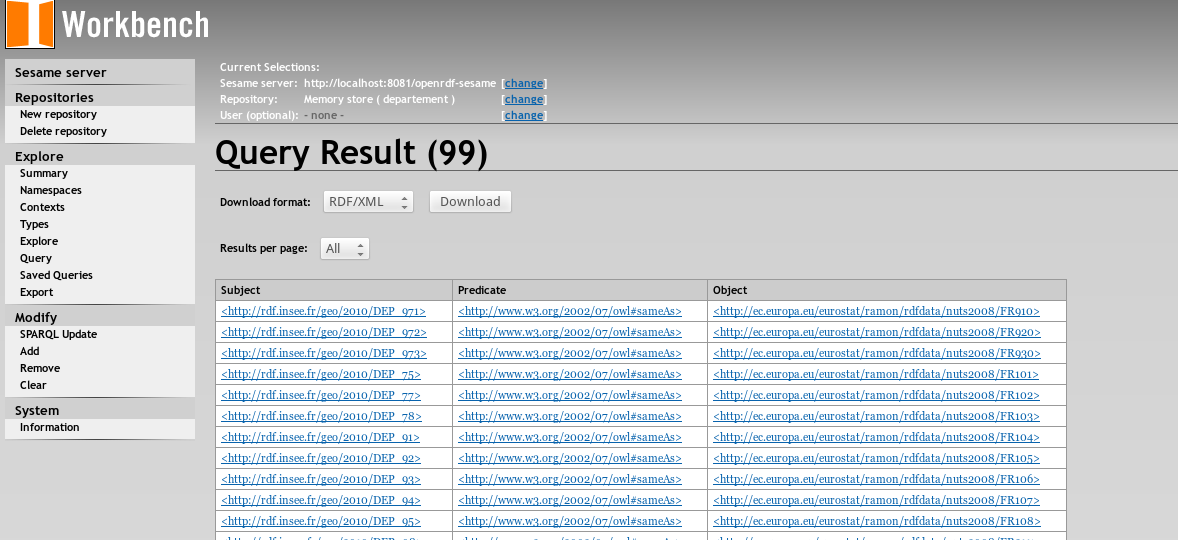 Workbench
Sesame server
Repositories
New repository
Delete repository
Explore
Summary
Namespaces
Contexts
Types
Explore
Query
Saved Queries
Export
Modify
SPARQL Update
Add
Remove
Clear
System
Information
Current Selections:
Sesame server: http://localhost:8081/openrdf-sesame [change]
Repository: Memory store ( departement ) [change]
User (optional): - none - [change]
Query Result (99)
Download format: RDF/XML Download
Results per page: All
Subject Predicate Object
<http://rdf.insee.fr/geo/2010/DEP_971> <http://www.w3.org/2002/07/owl#sameAs> <http://ec.europa.eu/eurostat/ramon/rdfdata/nuts2008/FR910>
<http://rdf.insee.fr/geo/2010/DEP_972> <http://www.w3.org/2002/07/owl#sameAs> <http://ec.europa.eu/eurostat/ramon/rdfdata/nuts2008/FR920>
<http://rdf.insee.fr/geo/2010/DEP_973> <http://www.w3.org/2002/07/owl#sameAs> <http://ec.europa.eu/eurostat/ramon/rdfdata/nuts2008/FR930>
<http://rdf.insee.fr/geo/2010/DEP_75> <http://www.w3.org/2002/07/owl#sameAs> <http://ec.europa.eu/eurostat/ramon/rdfdata/nuts2008/FR101>
<http://rdf.insee.fr/geo/2010/DEP_77> <http://www.w3.org/2002/07/owl#sameAs> <http://ec.europa.eu/eurostat/ramon/rdfdata/nuts2008/FR102>
<http://rdf.insee.fr/geo/2010/DEP_78> <http://www.w3.org/2002/07/owl#sameAs> <http://ec.europa.eu/eurostat/ramon/rdfdata/nuts2008/FR103>
<http://rdf.insee.fr/geo/2010/DEP_91> <http://www.w3.org/2002/07/owl#sameAs> <http://ec.europa.eu/eurostat/ramon/rdfdata/nuts2008/FR104>
<http://rdf.insee.fr/geo/2010/DEP_92> <http://www.w3.org/2002/07/owl#sameAs> <http://ec.europa.eu/eurostat/ramon/rdfdata/nuts2008/FR105>
<http://rdf.insee.fr/geo/2010/DEP_93> <http://www.w3.org/2002/07/owl#sameAs> <http://ec.europa.eu/eurostat/ramon/rdfdata/nuts2008/FR106>
<http://rdf.insee.fr/geo/2010/DEP_94> <http://www.w3.org/2002/07/owl#sameAs> <http://ec.europa.eu/eurostat/ramon/rdfdata/nuts2008/FR107>
<http://rdf.insee.fr/geo/2010/DEP_95> <http://www.w3.org/2002/07/owl#sameAs> <http://ec.europa.eu/eurostat/ramon/rdfdata/nuts2008/FR108>